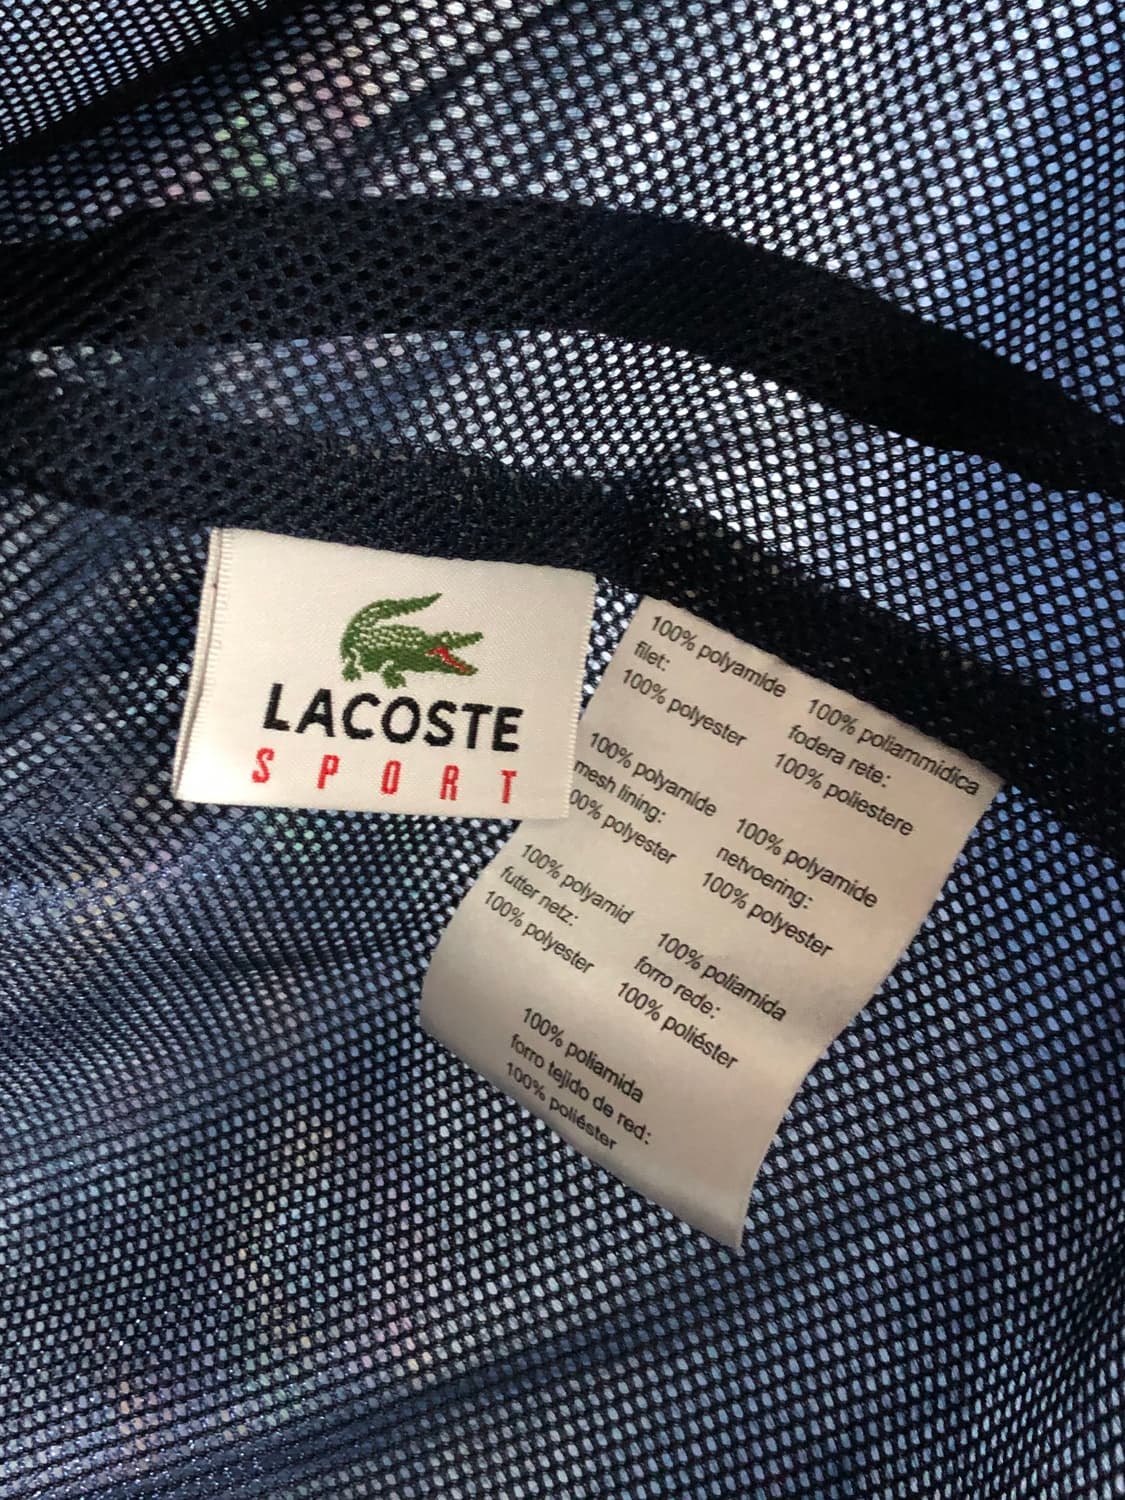 LACOSTE
SPORT
100% polyamide
filet:
100% polyester
100% polyamide
mesh lining:
00% polyester
100% polyamid
futter netz:
100% polyester
100% poliammidica
fodera rete:
100% poliestere
100% polyamide
netvoering:
100% polyester
100% poliamida
forro rede:
100% poliéster
100% poliamida
forro tejido de red:
100% poliéster